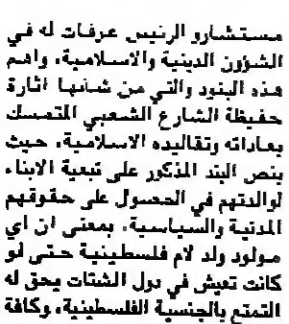 مستشارو الرئيس عرفات له في
الشؤون الدينية والاسلامية، واهم
هذه البنود والتي من شانها اثارة
حفيظة الشارع الشعبي المتمسك
بعاداته وتقاليده الاسلامية، حيث
ينص البند المذكور على تبعية الابناء
لوالدتهم في الحصول على حقوقهم
المدنية والسياسية، بمعنى ان اي
مولود ولد لام فلسطينية حتى لو
كانت تعيش في دول الشتات يحق له
التمتع بالجنسية الفلسطينية، وكافة